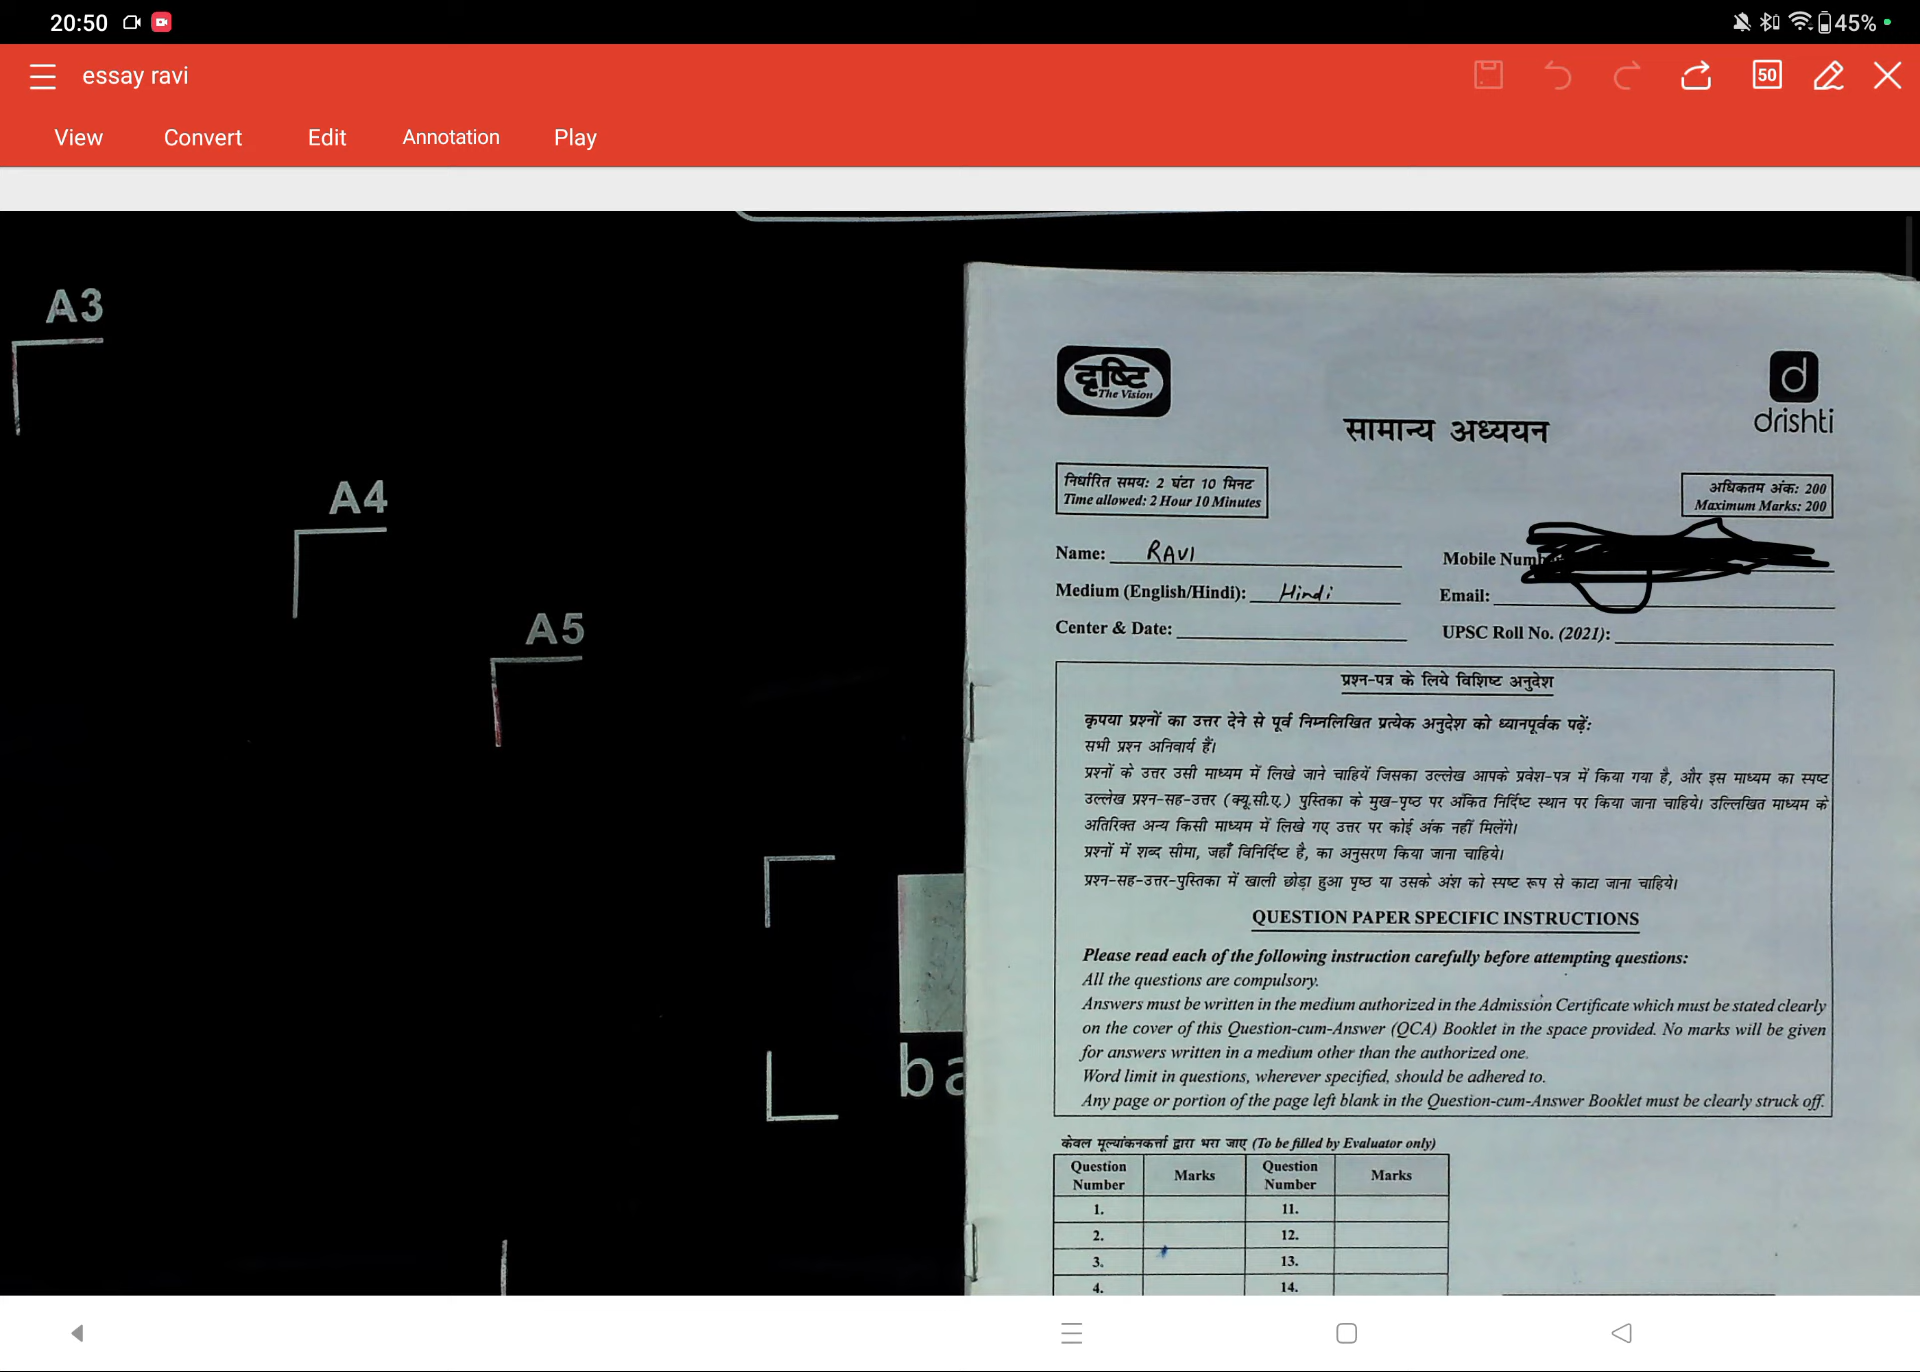 20:50
45%
essay ravi
50
View Convert Edit Annotation Play
A3
A4
A5
ba
दृष्टि
The Vision
d
drishti
सामान्य अध्ययन
निर्धारित समय: 2 घंटा 10 मिनट
Time allowed: 2 Hour 10 Minutes
अधिकतम अंक: 200
Maximum Marks: 200
Name: RAVI
Mobile Num
Medium (English/Hindi): Hindi
Email:
Center & Date:
UPSC Roll No. (2021):
प्रश्न-पत्र के लिये विशिष्ट अनुदेश
कृपया प्रश्नों का उत्तर देने से पूर्व निम्नलिखित प्रत्येक अनुदेश को ध्यानपूर्वक पढ़ें:
सभी प्रश्न अनिवार्य हैं।
प्रश्नों के उत्तर उसी माध्यम में लिखे जाने चाहियें जिसका उल्लेख आपके प्रवेश-पत्र में किया गया है, और इस माध्यम का स्पष्ट
उल्लेख प्रश्न-सह-उत्तर (क्यू.सी.ए.) पुस्तिका के मुख-पृष्ठ पर अंकित निर्दिष्ट स्थान पर किया जाना चाहिये। उल्लिखित माध्यम के
अतिरिक्त अन्य किसी माध्यम में लिखे गए उत्तर पर कोई अंक नहीं मिलेंगे।
प्रश्नों में शब्द सीमा, जहाँ विनिर्दिष्ट है, का अनुसरण किया जाना चाहिये।
प्रश्न-सह-उत्तर-पुस्तिका में खाली छोड़ा हुआ पृष्ठ या उसके अंश को स्पष्ट रूप से काटा जाना चाहिये।
QUESTION PAPER SPECIFIC INSTRUCTIONS
Please read each of the following instruction carefully before attempting questions:
All the questions are compulsory.
Answers must be written in the medium authorized in the Admission Certificate which must be stated clearly
on the cover of this Question-cum-Answer (QCA) Booklet in the space provided. No marks will be given
for answers written in a medium other than the authorized one.
Word limit in questions, wherever specified, should be adhered to.
Any page or portion of the page left blank in the Question-cum-Answer Booklet must be clearly struck off.
केवल मूल्यांकनकर्त्ता द्वारा भरा जाए (To be filled by Evaluator only)
Question Number Marks Question Number Marks
1. 11.
2. 12.
3. 13.
4. 14.